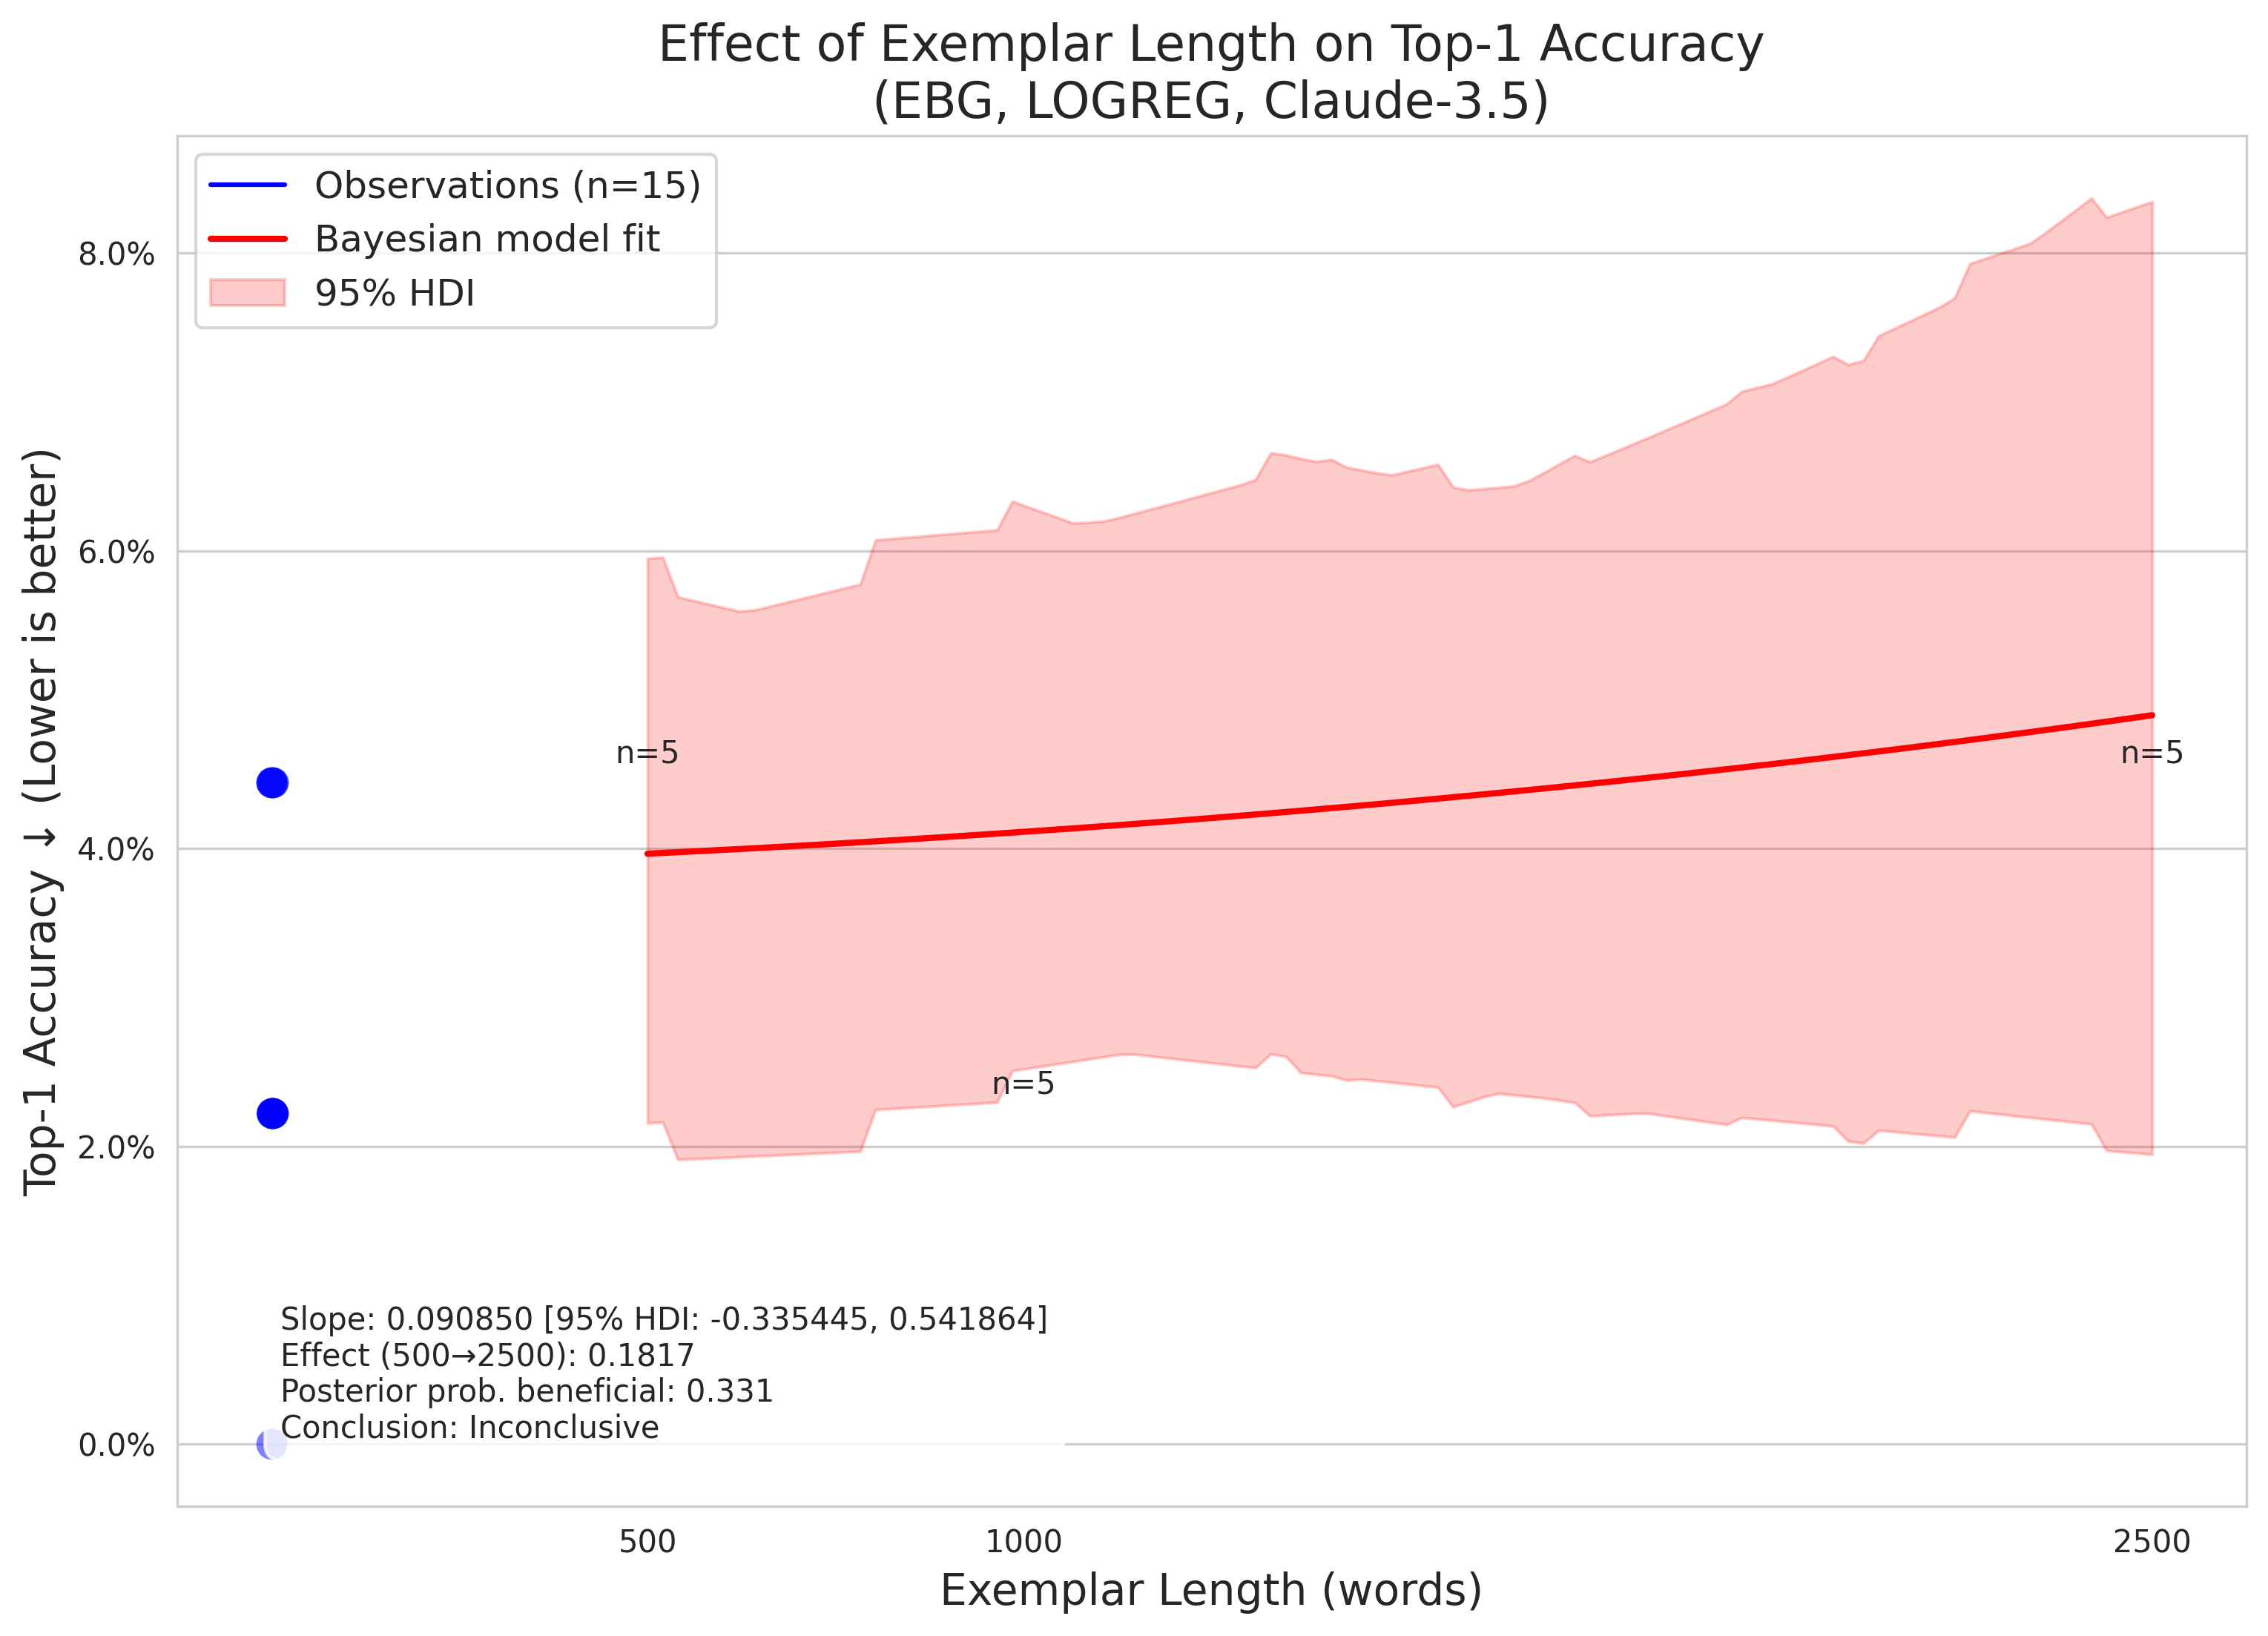 Effect of Exemplar Length on Top-1 Accuracy
(EBG, LOGREG, Claude-3.5)
Observations (n=15)
Bayesian model fit
95% HDI
Top-1 Accuracy ↓ (Lower is better)
8.0%
6.0%
4.0%
2.0%
0.0%
n=5
n=5
n=5
Slope: 0.090850 [95% HDI: -0.335445, 0.541864]
Effect (500→2500): 0.1817
Posterior prob. beneficial: 0.331
Conclusion: Inconclusive
500
1000
2500
Exemplar Length (words)